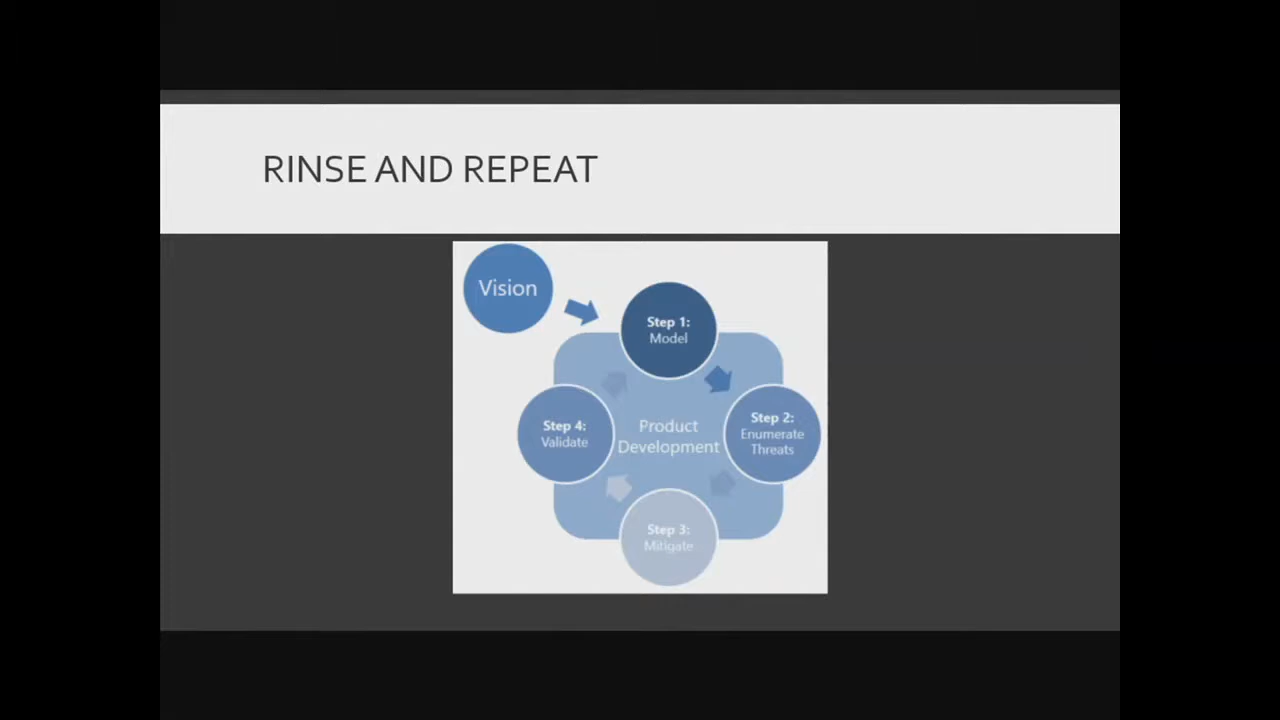 RINSE AND REPEAT
Vision
Step 1:
Model
Step 2:
Enumerate
Threats
Product
Development
Step 3:
Mitigate
Step 4:
Validate